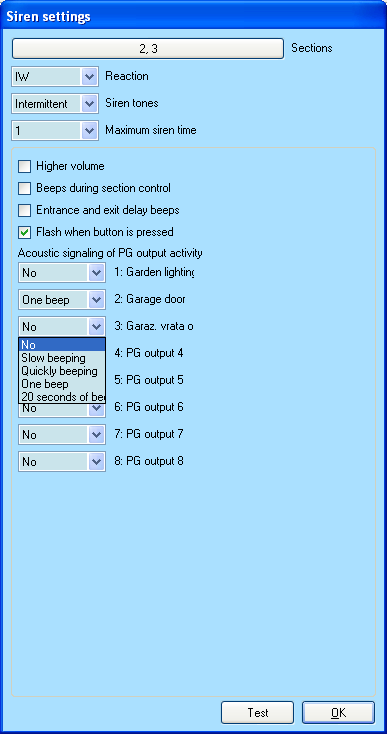 Siren settings
2, 3 Sections
IW Reaction
Intermittent Siren tones
1 Maximum siren time
Higher volume
Beeps during section control
Entrance and exit delay beeps
Flash when button is pressed
Acoustic signaling of PG output activity
No 1: Garden lighting
One beep 2: Garage door
No 3: Garaz. vrata o
No
Slow beeping 4: PG output 4
Quickly beeping
One beep 5: PG output 5
20 seconds of
No 6: PG output 6
No 7: PG output 7
No 8: PG output 8
Test OK